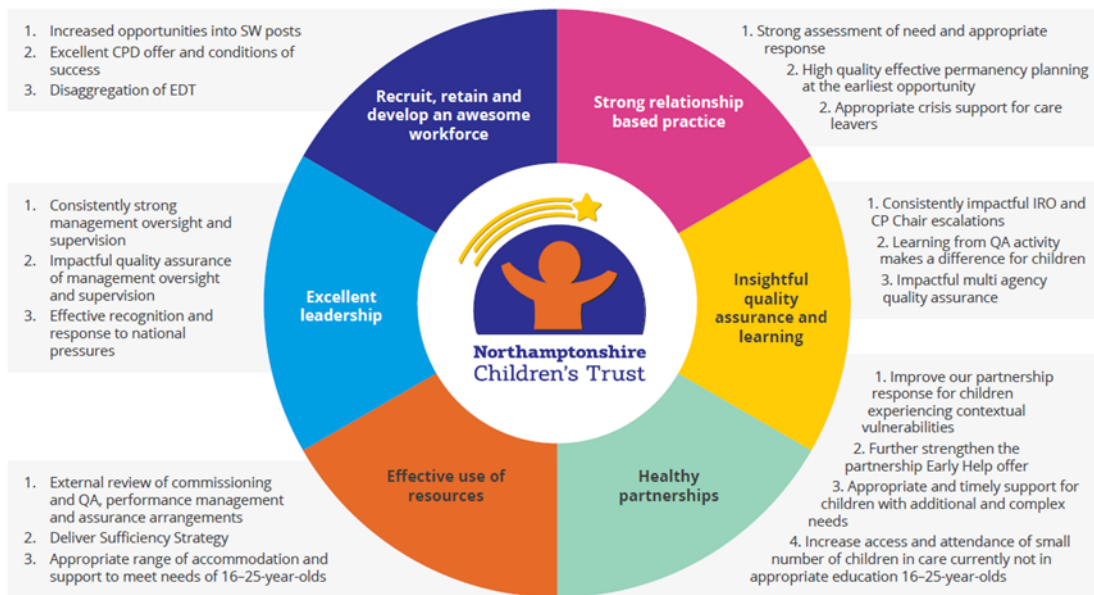 1. Increased opportunities into SW posts
2. Excellent CPD offer and conditions of
success
3. Disaggregation of EDT
Recruit, retain and
develop an awesome
workforce
Strong relationship
based practice
1. Strong assessment of need and appropriate
response
2. High quality effective permanency planning
at the earliest opportunity
2. Appropriate crisis support for care
leavers
1. Consistently strong
management oversight and
supervision
2. Impactful quality assurance
of management oversight
and supervision
3. Effective recognition and
response to national
pressures
Excellent
leadership
Northamptonshire
Children's Trust
Insightful
quality
assurance and
learning
1. Consistently impactful IRO and
CP Chair escalations
2. Learning from QA activity
makes a difference for children
3. Impactful multi agency
quality assurance
1. External review of commissioning
and QA, performance management
and assurance arrangements
2. Deliver Sufficiency Strategy
3. Appropriate range of accommodation and
support to meet needs of 16–25-year-olds
Effective use of
resources
Healthy
partnerships
1. Improve our partnership
response for children
experiencing contextual
vulnerabilities
2. Further strengthen the
partnership Early Help offer
3. Appropriate and timely support for
children with additional and complex
needs
4. Increase access and attendance of small
number of children in care currently not in
appropriate education 16–25-year-olds